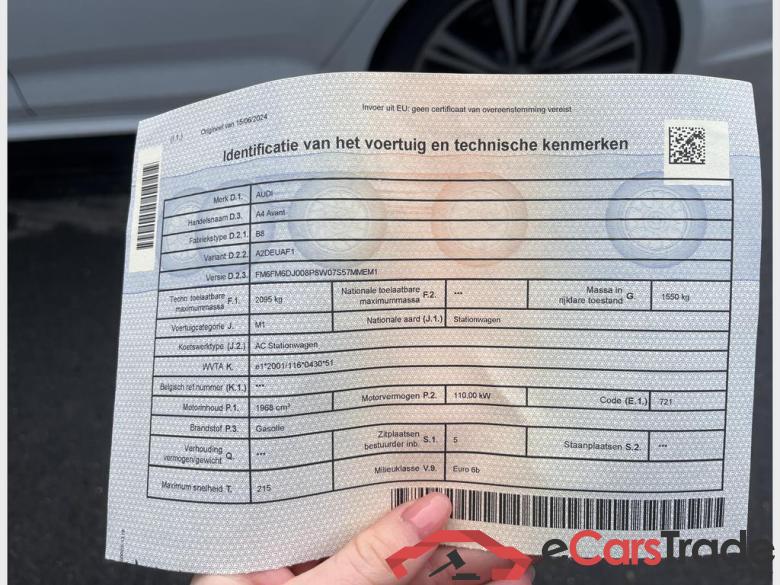 Invoer uit EU: geen certificaat van overeenstemming vereist
(I.1.) Origineel van 15/06/2024
Identificatie van het voertuig en technische kenmerken
Merk D.1. AUDI
Handelsnaam D.3. A4 Avant
Fabriekstype D.2.1. B8
Variant D.2.2. A2DEUAF1
Versie D.2.3. FM6FM6DJ008P8W07S57MMEM1
Techn. toelaatbare maximummassa F.1. 2095 kg Nationale toelaatbare maximummassa F.2. *** Massa in rijklare toestand G. 1550 kg
Voertuigcategorie J. M1 Nationale aard (J.1.) Stationwagen
Koetswerktype (J.2.) AC Stationwagen
WVTA K. e1*2001/116*0430*51
Belgisch ref.nummer (K.1.) ***
Motorinhoud P.1. 1968 cm³ Motorvermogen P.2. 110,00 kW Code (E.1.) 721
Brandstof P.3. Gasolie
Verhouding vermogen/gewicht Q. *** Zitplaatsen bestuurder inb. S.1. 5 Staanplaatsen S.2. ***
Maximum snelheid T. 215 Milieuklasse V.9. Euro 6b
eCarsTrade